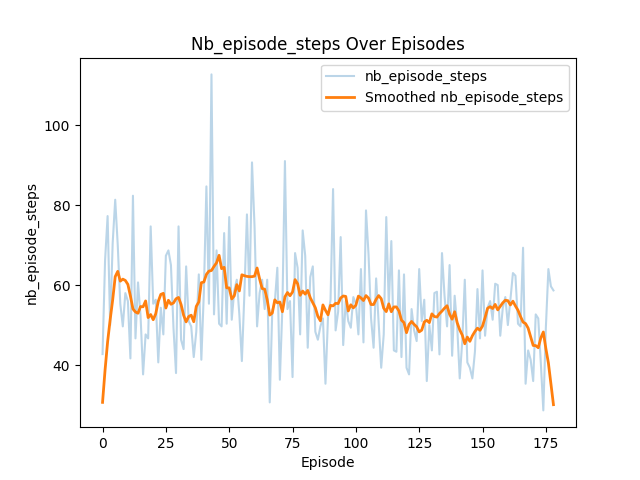 Nb_episode_steps Over Episodes
nb_episode_steps
Smoothed nb_episode_steps
nb_episode_steps
100
80
60
40
0 25 50 75 100 125 150 175
Episode